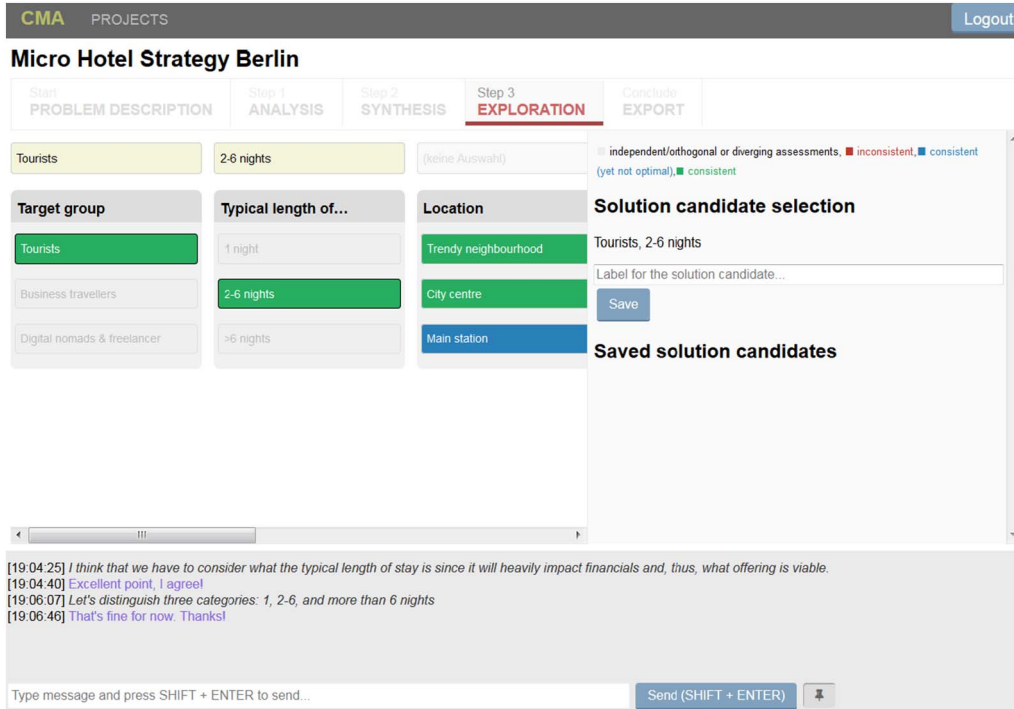 CMA PROJECTS Logout
Micro Hotel Strategy Berlin
Start
PROBLEM DESCRIPTION
Step 1
ANALYSIS
Step 2
SYNTHESIS
Step 3
EXPLORATION
Conclude
EXPORT
Tourists
2-6 nights
(keine Auswahl)
Target group
Tourists
Business travellers
Digital nomads & freelancer
Typical length of...
1 night
2-6 nights
>6 nights
Location
Trendy neighbourhood
City centre
Main station
independent/orthogonal or diverging assessments, inconsistent, consistent
(yet not optimal), consistent
Solution candidate selection
Tourists, 2-6 nights
Label for the solution candidate...
Save
Saved solution candidates
[19:04:25] I think that we have to consider what the typical length of stay is since it will heavily impact financials and, thus, what offering is viable.
[19:04:40] Excellent point, I agree!
[19:06:07] Let's distinguish three categories: 1, 2-6, and more than 6 nights
[19:06:46] That's fine for now. Thanks!
Type message and press SHIFT + ENTER to send...
Send (SHIFT + ENTER)